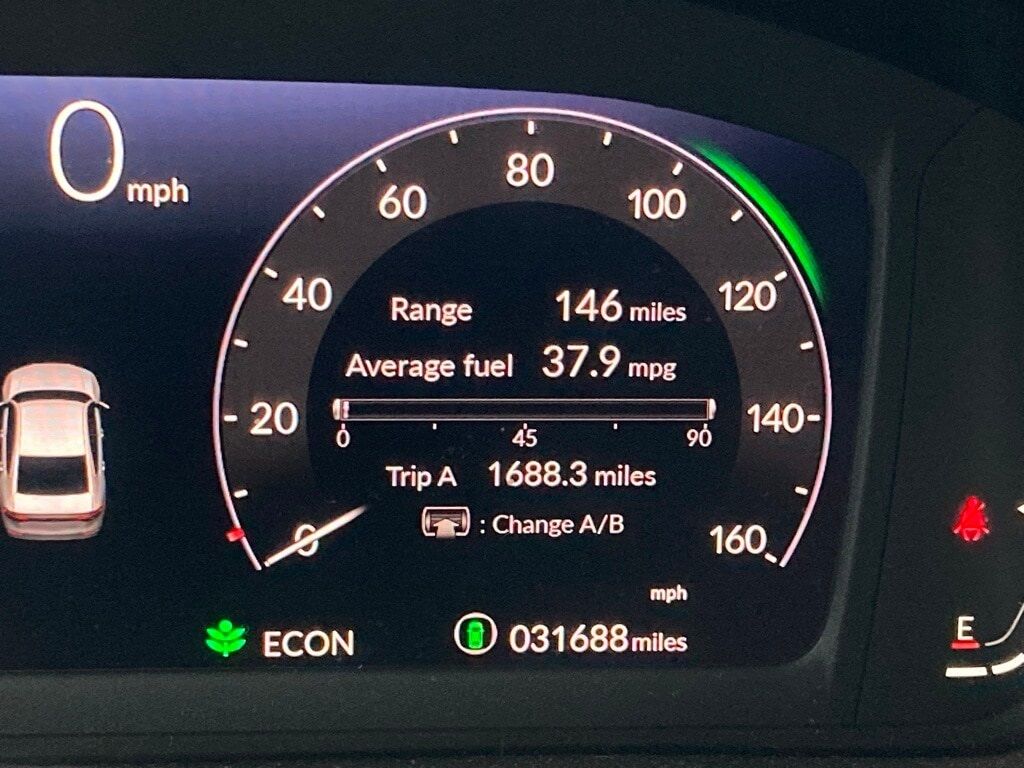 0 mph
80
60
100
40
120
Range 146 miles
Average fuel 37.9 mpg
20
140
0 45 90
Trip A 1688.3 miles
: Change A/B
0
160
mph
ECON
031688 miles
E